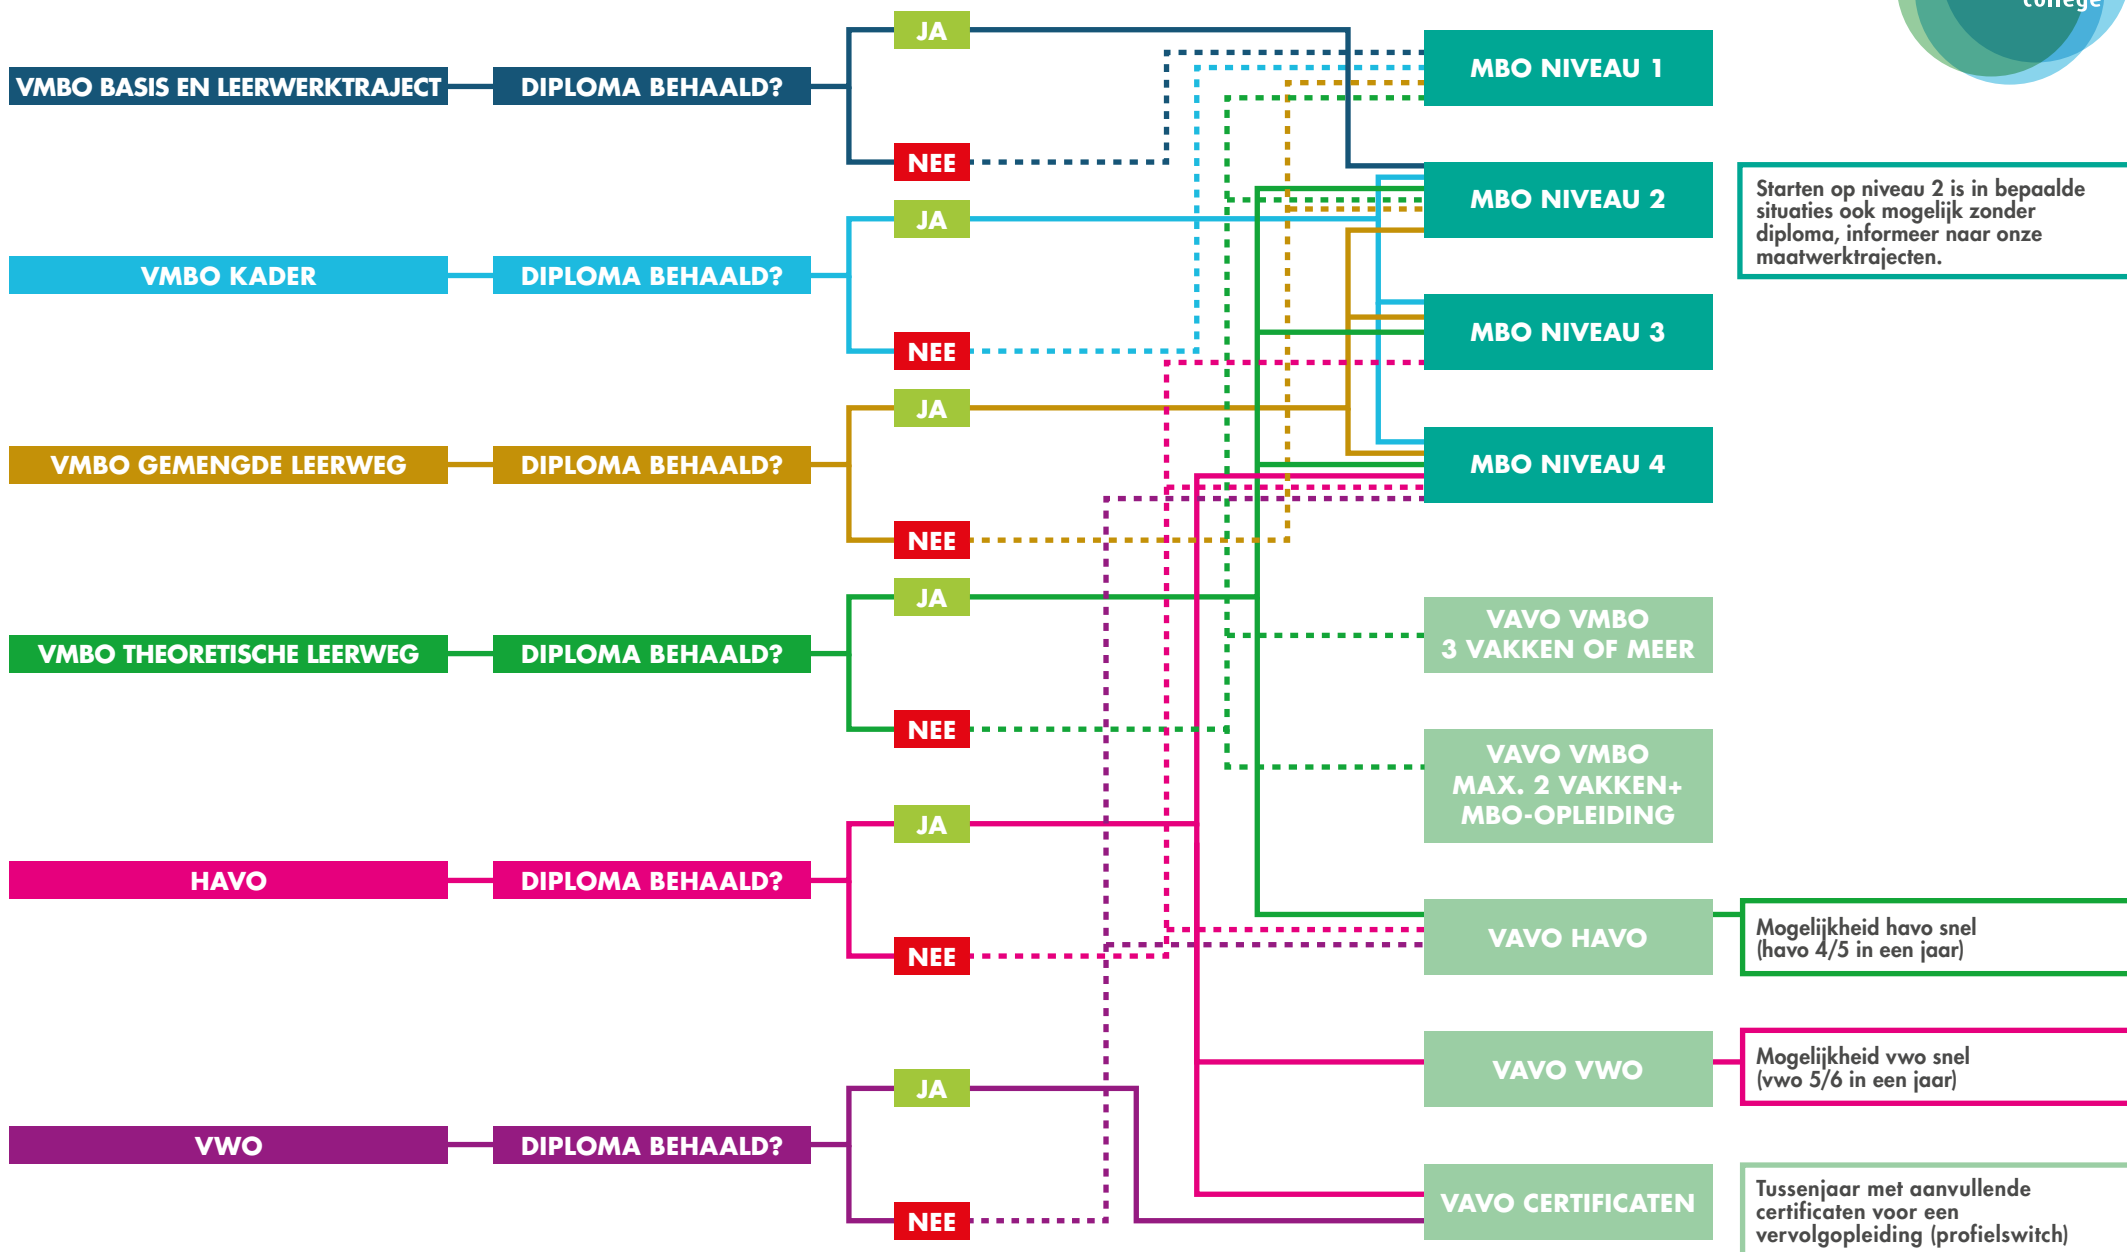 college
JA
MBO NIVEAU 1
VMBO BASIS EN LEERWERKTRAJECT
DIPLOMA BEHAALD?
NEE
MBO NIVEAU 2
Starten op niveau 2 is in bepaalde
situaties ook mogelijk zonder
diploma, informeer naar onze
maatwerktrajecten.
JA
VMBO KADER
DIPLOMA BEHAALD?
NEE
MBO NIVEAU 3
JA
VMBO GEMENGDE LEERWEG
DIPLOMA BEHAALD?
NEE
MBO NIVEAU 4
JA
VMBO THEORETISCHE LEERWEG
DIPLOMA BEHAALD?
NEE
VAVO VMBO
3 VAKKEN OF MEER
VAVO VMBO
MAX. 2 VAKKEN+
MBO-OPLEIDING
JA
HAVO
DIPLOMA BEHAALD?
NEE
VAVO HAVO
Mogelijkheid havo snel
(havo 4/5 in een jaar)
VAVO VWO
Mogelijkheid vwo snel
(vwo 5/6 in een jaar)
JA
VWO
DIPLOMA BEHAALD?
NEE
VAVO CERTIFICATEN
Tussenjaar met aanvullende
certificaten voor een
vervolgopleiding (profielswitch)